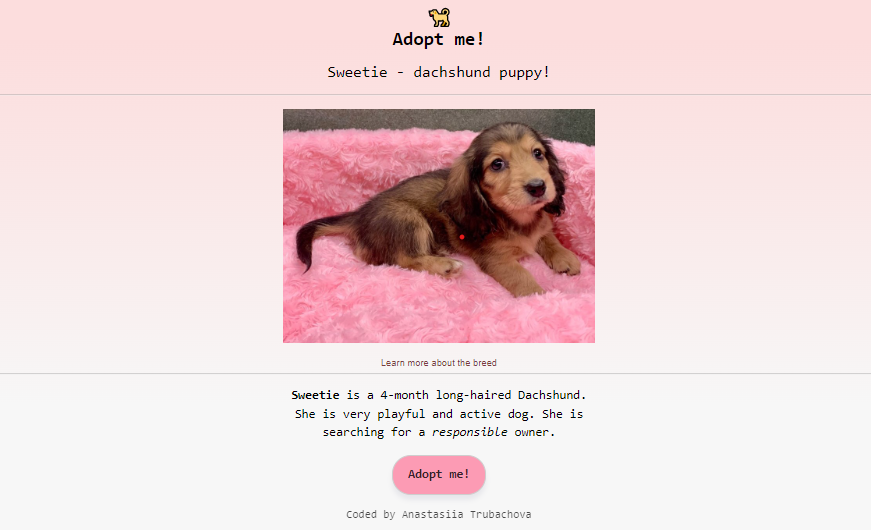 Adopt me!
Sweetie - dachshund puppy!
Learn more about the breed
Sweetie is a 4-month long-haired Dachshund.
She is very playful and active dog. She is
searching for a responsible owner.
Adopt me!
Coded by Anastasiia Trubachova